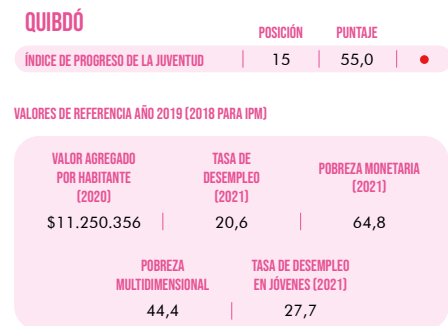 QUIBDÓ
POSICIÓN PUNTAJE
ÍNDICE DE PROGRESO DE LA JUVENTUD 15 55,0
VALORES DE REFERENCIA AÑO 2019 (2018 PARA IPM)
VALOR AGREGADO POR HABITANTE (2020)
$11.250.356
TASA DE DESEMPLEO (2021)
20,6
POBREZA MONETARIA (2021)
64,8
POBREZA MULTIDIMENSIONAL
44,4
TASA DE DESEMPLEO EN JÓVENES (2021)
27,7